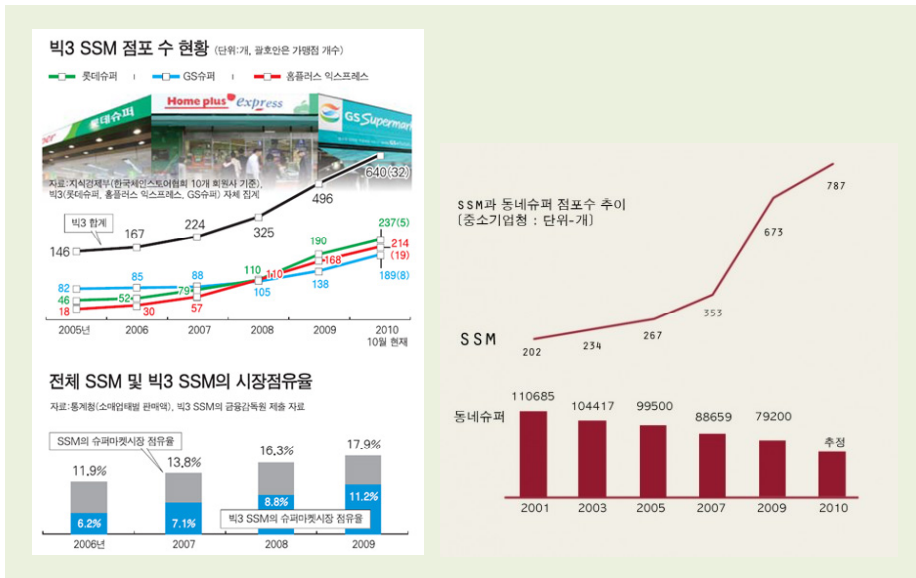 빅3 SSM 점포 수 현황 (단위:개, 괄호안은 가맹점 개수)
롯데슈퍼 GS슈퍼 홈플러스 익스프레스
롯데슈퍼
Home plus express
GS Supermarket
자료:지식경제부(한국체인스토어협회 10개 회원사 기준),
빅3(롯데슈퍼, 홈플러스 익스프레스, GS슈퍼) 자체 집계
빅3 합계
146 167 224 325 496 640(32)
46 52 79 110 190 237(5)
82 85 88 105 138 189(8)
18 30 57 110 168 214
(19)
2005년 2006 2007 2008 2009 2010
10월 현재
전체 SSM 및 빅3 SSM의 시장점유율
자료:통계청(소매업태별 판매액), 빅3 SSM의 금융감독원 제출 자료
SSM의 슈퍼마켓시장 점유율
11.9% 13.8% 16.3% 17.9%
6.2% 7.1% 8.8% 11.2%
빅3 SSM의 슈퍼마켓시장 점유율
2006년 2007 2008 2009
SSM과 동네슈퍼 점포수 추이
(중소기업청 : 단위-개)
SSM
202 234 267 353 673 787
동네슈퍼
110685 104417 99500 88659 79200 추정
2001 2003 2005 2007 2009 2010